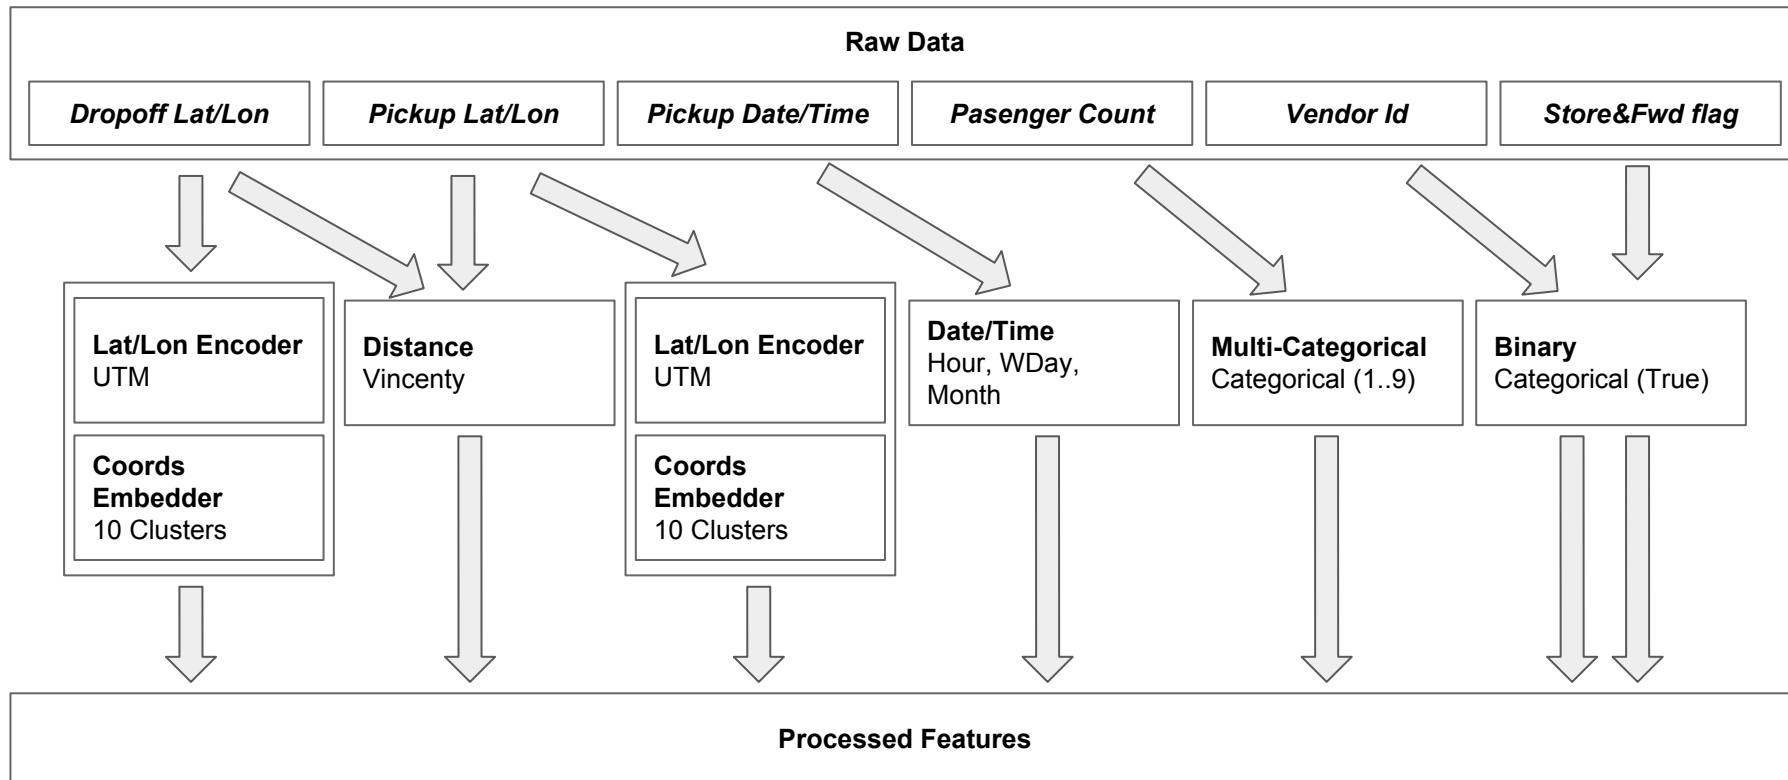 Raw Data
Dropoff Lat/Lon
Pickup Lat/Lon
Pickup Date/Time
Pasenger Count
Vendor Id
Store&Fwd flag
Lat/Lon Encoder
UTM
Coords
Embedder
10 Clusters
Distance
Vincenty
Lat/Lon Encoder
UTM
Coords
Embedder
10 Clusters
Date/Time
Hour, WDay,
Month
Multi-Categorical
Categorical (1..9)
Binary
Categorical (True)
Processed Features